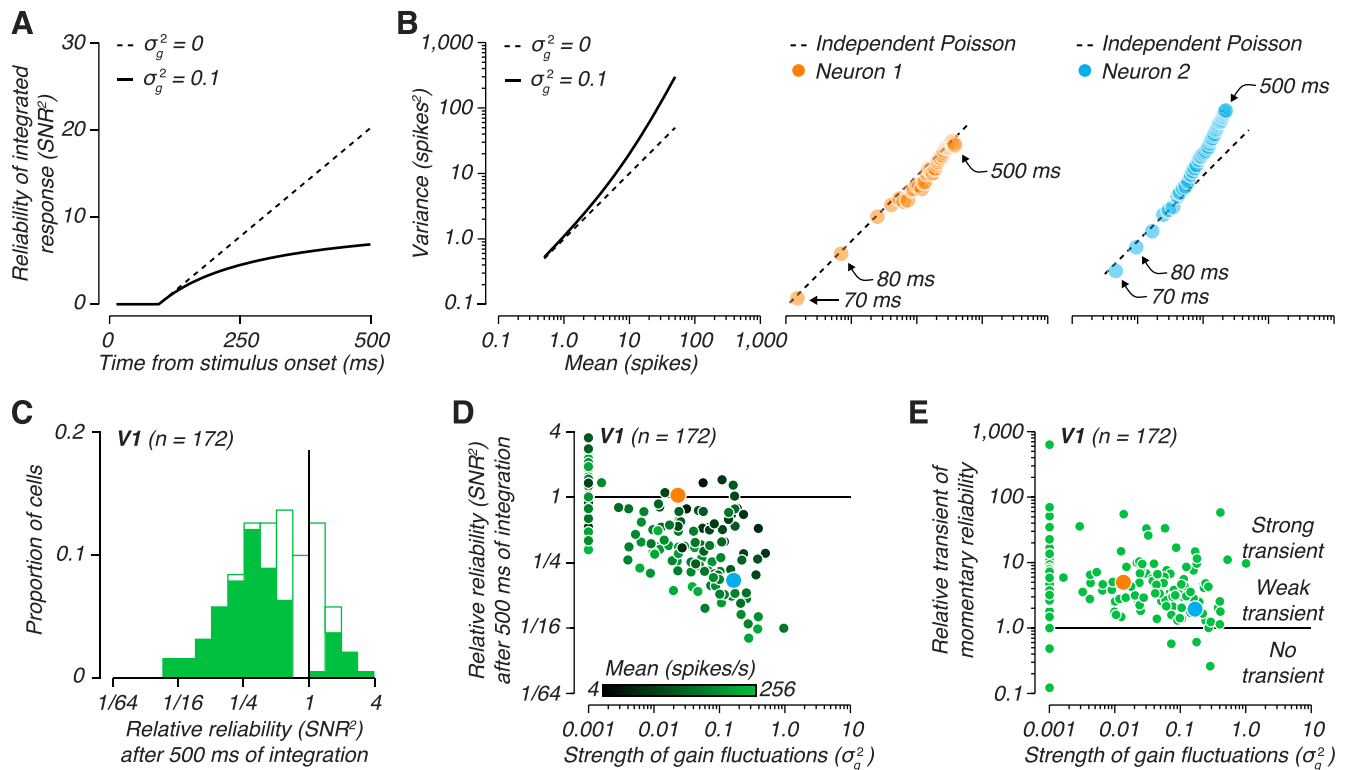 A
30
20
10
0
Reliability of integrated
response (SNR²)
σg² = 0
σg² = 0.1
0
250
500
Time from stimulus onset (ms)
B
1,000
100
10
1.0
0.1
Variance (spikes²)
σg² = 0
σg² = 0.1
0.1
1.0
10
100
1,000
Mean (spikes)
Independent Poisson
Neuron 1
500 ms
80 ms
70 ms
Independent Poisson
Neuron 2
500 ms
80 ms
70 ms
C
V1 (n = 172)
0.2
0.1
0
Proportion of cells
1/64
1/16
1/4
1
4
Relative reliability (SNR²)
after 500 ms of integration
D
V1 (n = 172)
4
1
1/4
1/16
1/64
Relative reliability (SNR²)
after 500 ms of integration
Mean (spikes/s)
4
256
0.001
0.01
0.1
1.0
10
Strength of gain fluctuations (σg²)
E
V1 (n = 172)
1,000
100
10
1.0
0.1
Relative transient of
momentary reliability
Strong
transient
Weak
transient
No
transient
0.001
0.01
0.1
1.0
10
Strength of gain fluctuations (σg²)